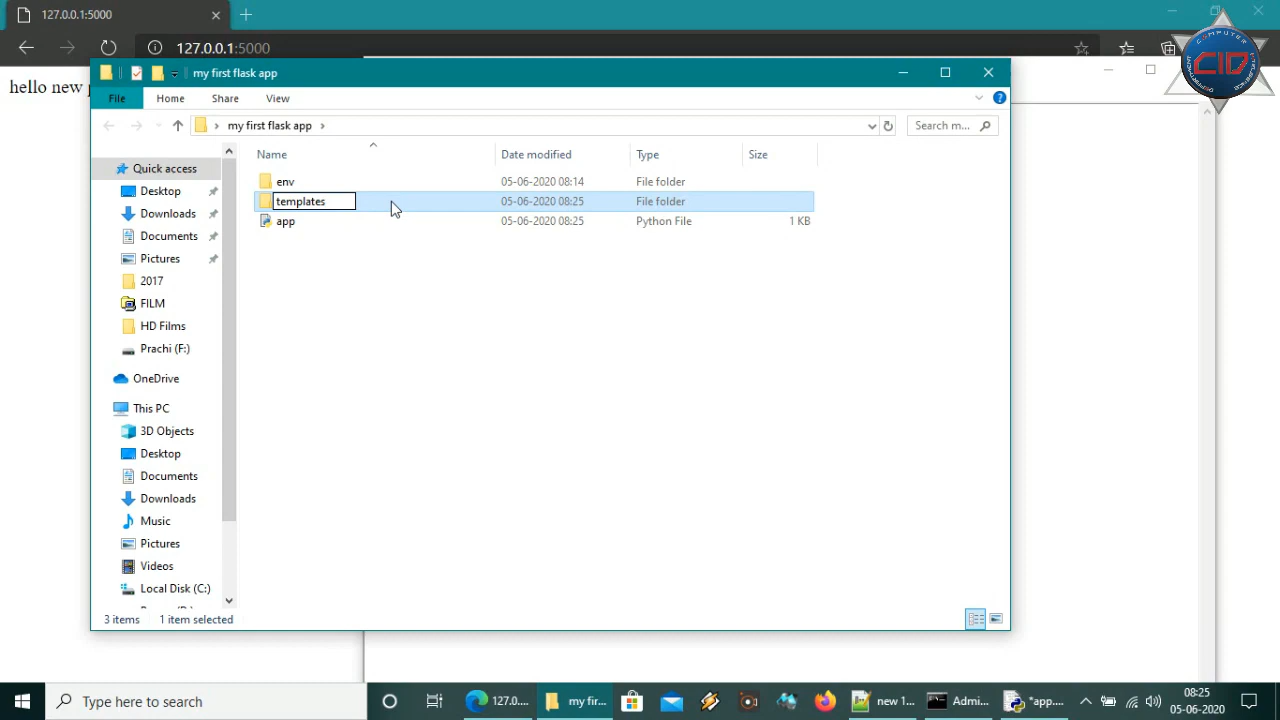 127.0.0.1:5000
127.0.0.1:5000
hello new
my first flask app
File Home Share View
my first flask app
Search m...
Name Date modified Type Size
Quick access
Desktop
Downloads
Documents
Pictures
2017
FILM
HD Films
Prachi (F:)
OneDrive
This PC
3D Objects
Desktop
Downloads
Documents
Downloads
Music
Pictures
Videos
Local Disk (C:)
env 05-06-2020 08:14 File folder
templates 05-06-2020 08:25 File folder
app 05-06-2020 08:25 Python File 1 KB
3 items 1 item selected
COMPUTER
CID
Type here to search
127.0....
my fir...
new 1...
Admi...
*app....
08:25
05-06-2020